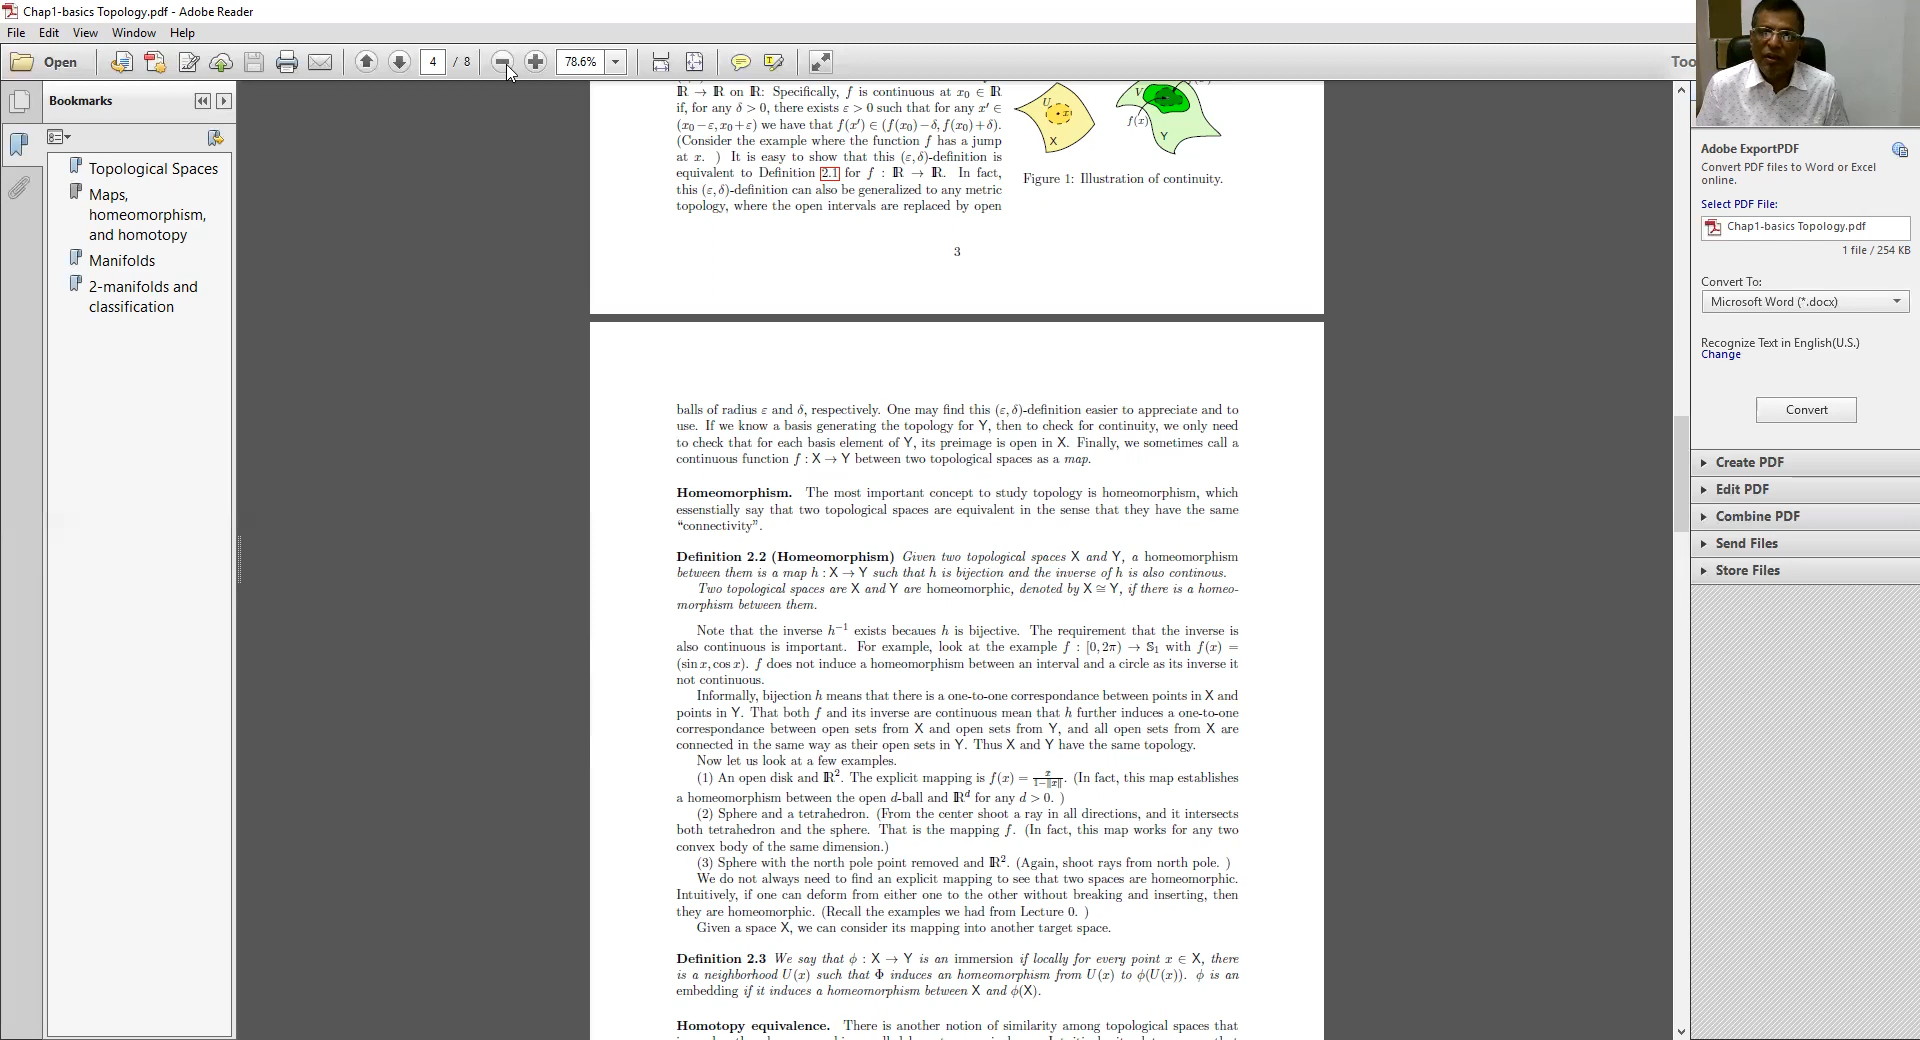 Chap1-basics Topology.pdf - Adobe Reader
File Edit View Window Help
Open 4 / 8 78.6%
Bookmarks
Topological Spaces
Maps,
homeomorphism,
and homotopy
Manifolds
2-manifolds and
classification
ℝ → ℝ on ℝ: Specifically, f is continuous at x₀ ∈ ℝ
if, for any δ > 0, there exists ε > 0 such that for any x′ ∈
(x₀−ε, x₀+ε) we have that f(x′) ∈ (f(x₀)−δ, f(x₀)+δ).
(Consider the example where the function f has a jump
at x. ) It is easy to show that this (ε, δ)-definition is
equivalent to Definition 2.1 for f : ℝ → ℝ. In fact,
this (ε, δ)-definition can also be generalized to any metric
topology, where the open intervals are replaced by open
U x X
V f(x) Y
Figure 1: Illustration of continuity.
3
balls of radius ε and δ, respectively. One may find this (ε, δ)-definition easier to appreciate and to
use. If we know a basis generating the topology for Y, then to check for continuity, we only need
to check that for each basis element of Y, its preimage is open in X. Finally, we sometimes call a
continuous function f : X → Y between two topological spaces as a map.
Homeomorphism. The most important concept to study topology is homeomorphism, which
essenstially say that two topological spaces are equivalent in the sense that they have the same
“connectivity”.
Definition 2.2 (Homeomorphism) Given two topological spaces X and Y, a homeomorphism
between them is a map h : X → Y such that h is bijection and the inverse of h is also continous.
Two topological spaces are X and Y are homeomorphic, denoted by X ≅ Y, if there is a homeo-
morphism between them.
Note that the inverse h⁻¹ exists becaues h is bijective. The requirement that the inverse is
also continuous is important. For example, look at the example f : [0, 2π) → 𝕊₁ with f(x) =
(sin x, cos x). f does not induce a homeomorphism between an interval and a circle as its inverse it
not continuous.
Informally, bijection h means that there is a one-to-one correspondance between points in X and
points in Y. That both f and its inverse are continuous mean that h further induces a one-to-one
correspondance between open sets from X and open sets from Y, and all open sets from X are
connected in the same way as their open sets in Y. Thus X and Y have the same topology.
Now let us look at a few examples.
(1) An open disk and ℝ². The explicit mapping is f(x) = x/(1−‖x‖). (In fact, this map establishes
a homeomorphism between the open d-ball and ℝᵈ for any d > 0. )
(2) Sphere and a tetrahedron. (From the center shoot a ray in all directions, and it intersects
both tetrahedron and the sphere. That is the mapping f. (In fact, this map works for any two
convex body of the same dimension.)
(3) Sphere with the north pole point removed and ℝ². (Again, shoot rays from north pole. )
We do not always need to find an explicit mapping to see that two spaces are homeomorphic.
Intuitively, if one can deform from either one to the other without breaking and inserting, then
they are homeomorphic. (Recall the examples we had from Lecture 0. )
Given a space X, we can consider its mapping into another target space.
Definition 2.3 We say that ϕ : X → Y is an immersion if locally for every point x ∈ X, there
is a neighborhood U(x) such that Φ induces an homeomorphism from U(x) to ϕ(U(x)). ϕ is an
embedding if it induces a homeomorphism between X and ϕ(X).
Homotopy equivalence. There is another notion of similarity among topological spaces that
Too
Adobe ExportPDF
Convert PDF files to Word or Excel
online.
Select PDF File:
Chap1-basics Topology.pdf
1 file / 254 KB
Convert To:
Microsoft Word (*.docx)
Recognize Text in English(U.S.)
Change
Convert
Create PDF
Edit PDF
Combine PDF
Send Files
Store Files